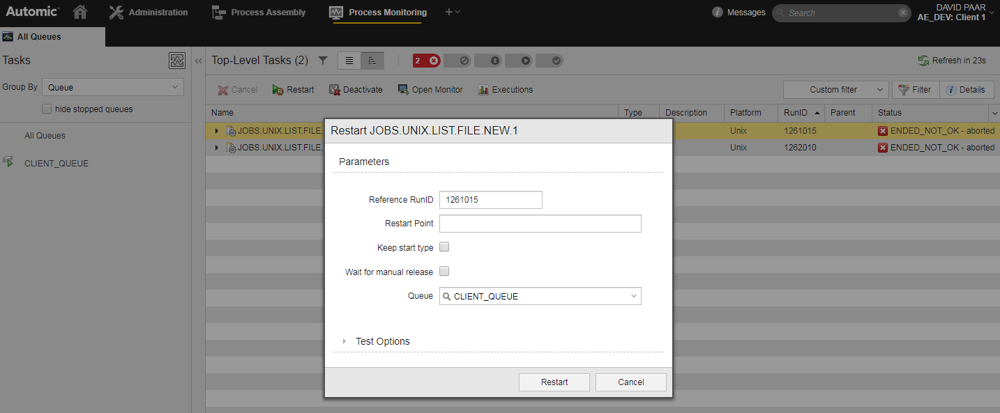 Automic
Administration
Process Assembly
Process Monitoring
Messages
Search
DAVID PAAR
AE_DEV: Client 1
All Queues
Tasks
Top-Level Tasks (2)
2
Refresh in 23s
Group By
Queue
hide stopped queues
Cancel
Restart
Deactivate
Open Monitor
Executions
Custom filter
Filter
Details
Name
Type
Description
Platform
RunID
Parent
Status
JOBS.UNIX.LIST.FILE.
Unix
1261015
ENDED_NOT_OK - aborted
JOBS.UNIX.LIST.FILE.
Unix
1262010
ENDED_NOT_OK - aborted
All Queues
CLIENT_QUEUE
Restart JOBS.UNIX.LIST.FILE.NEW.1
Parameters
Reference RunID
1261015
Restart Point
Keep start type
Wait for manual release
Queue
CLIENT_QUEUE
Test Options
Restart
Cancel